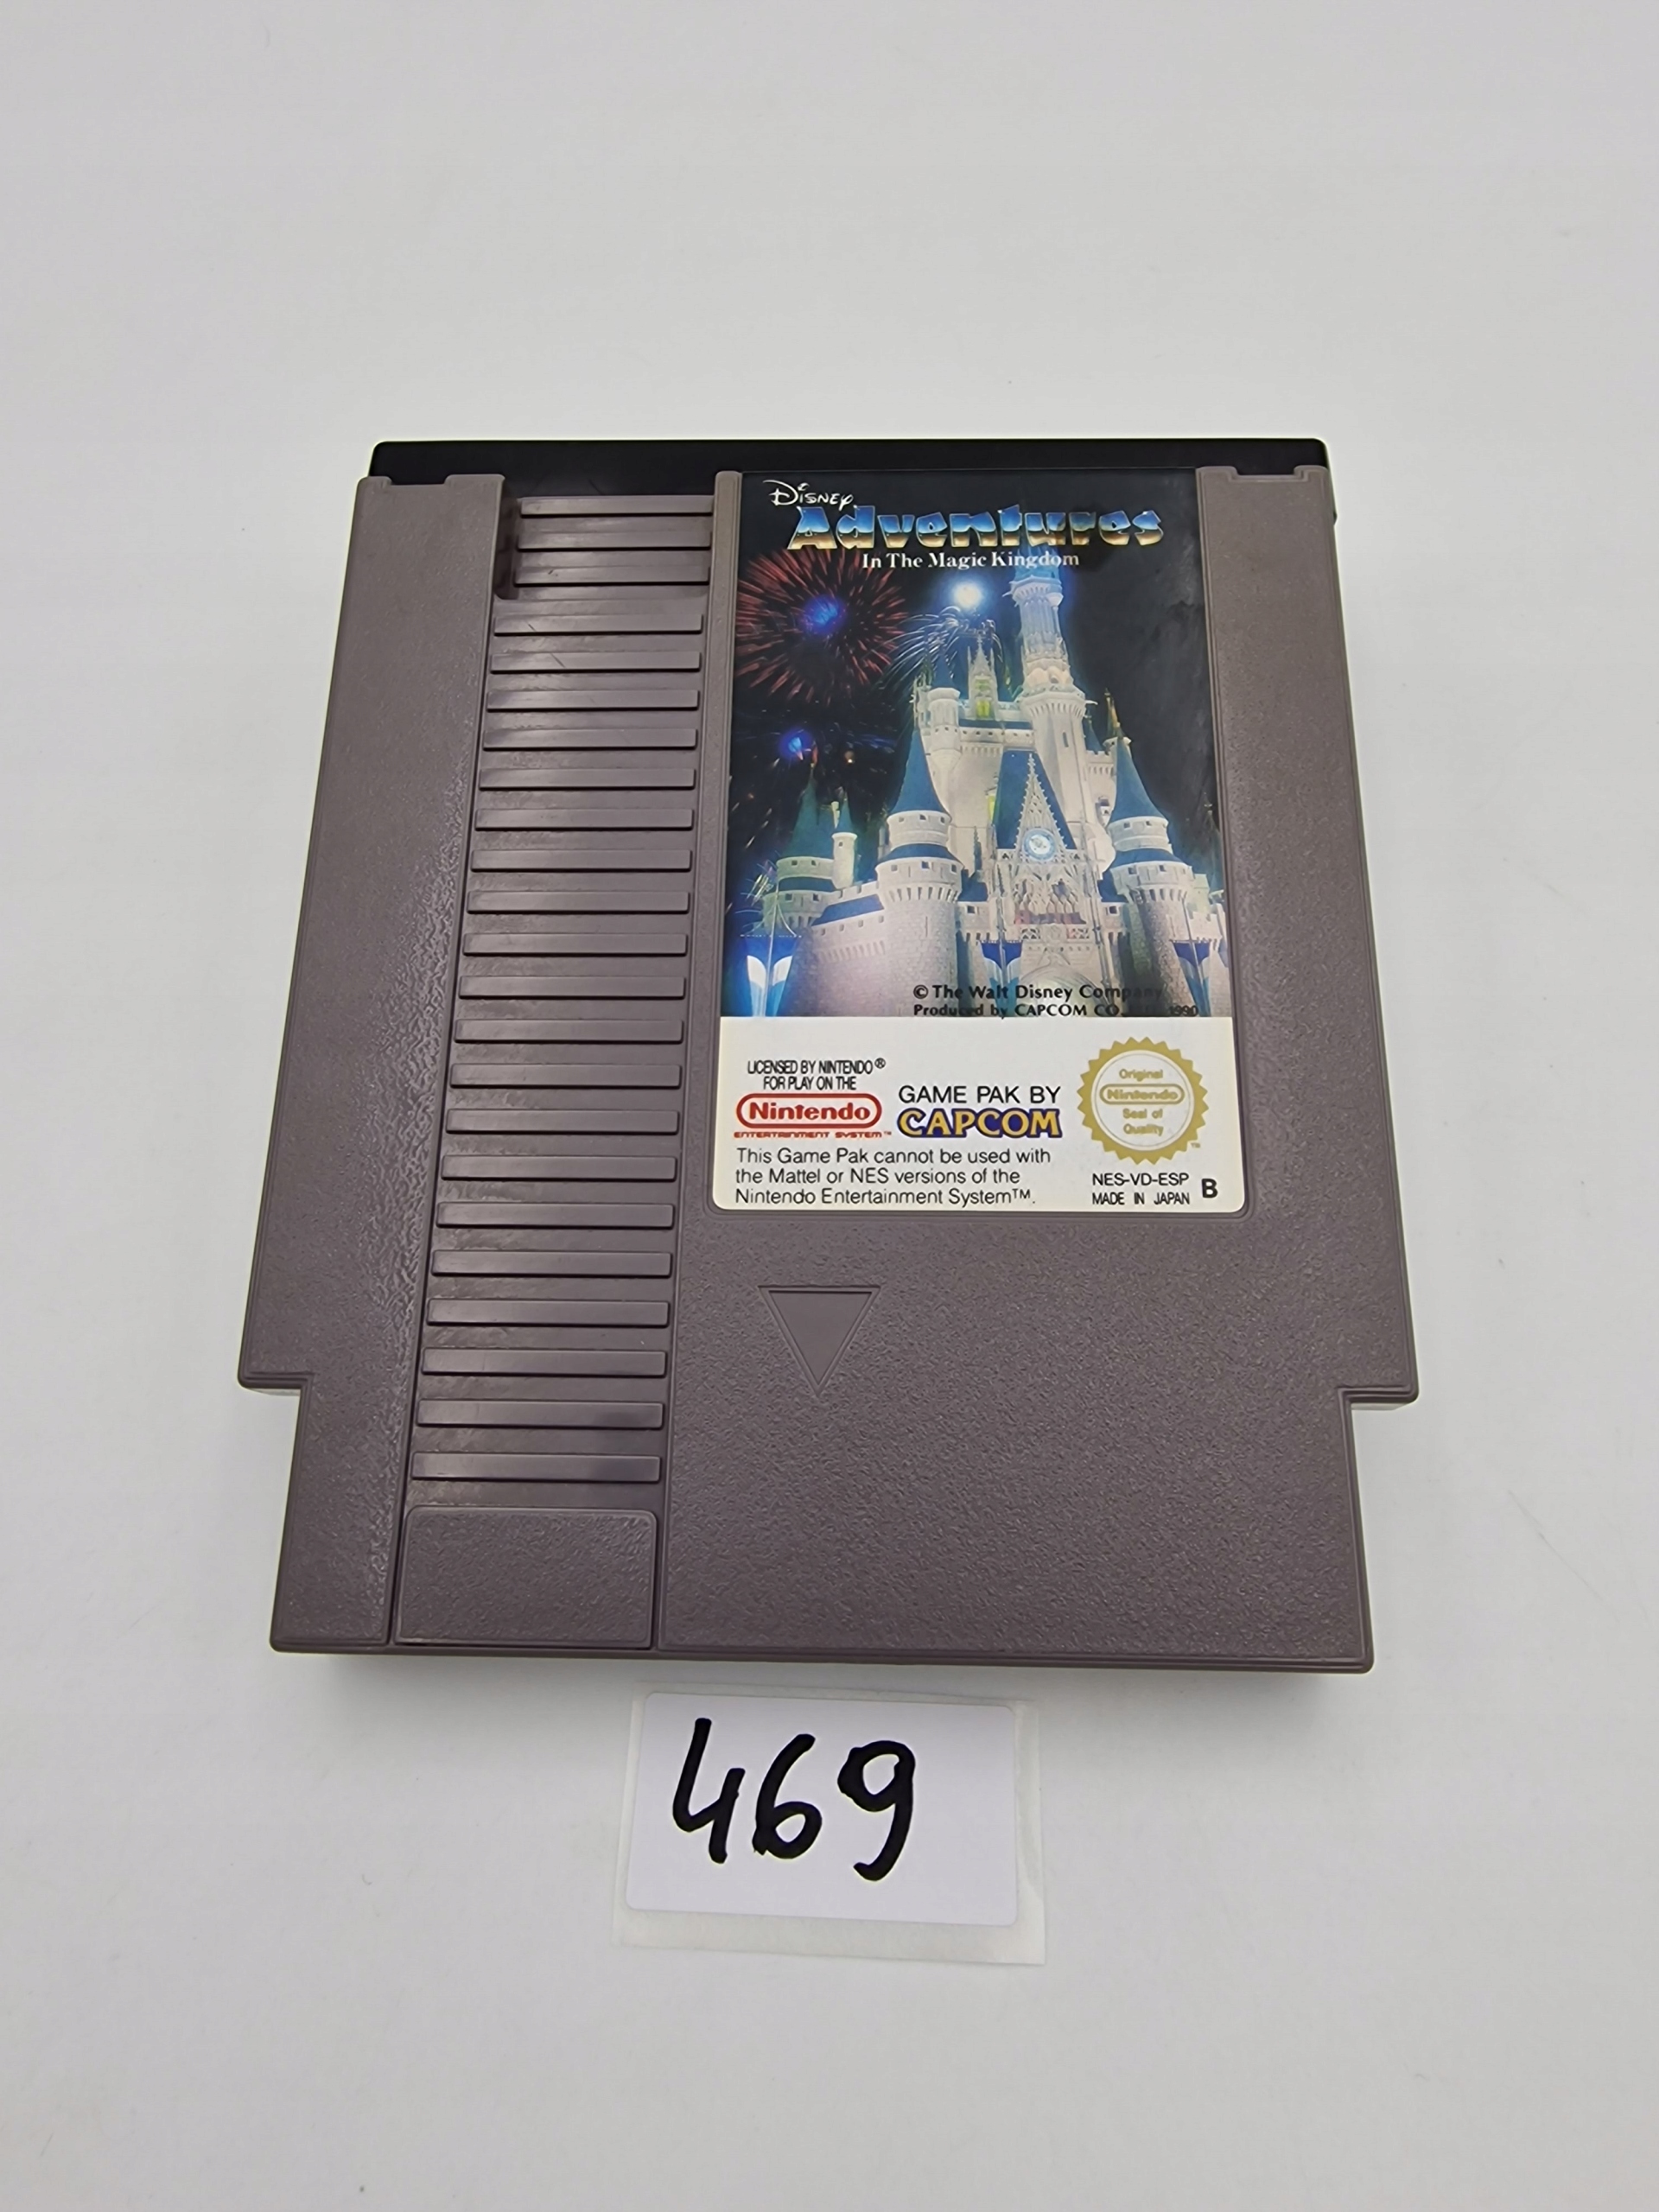 Disney
Adventures
In The Magic Kingdom
© The Walt Disney Company
Produced by CAPCOM CO. 1990
LICENSED BY NINTENDO®
FOR PLAY ON THE
Nintendo
ENTERTAINMENT SYSTEM™
GAME PAK BY
CAPCOM
Original
Nintendo
Seal of
Quality
TM
This Game Pak cannot be used with
the Mattel or NES versions of the
Nintendo Entertainment System™.
NES-VD-ESP
MADE IN JAPAN B
469